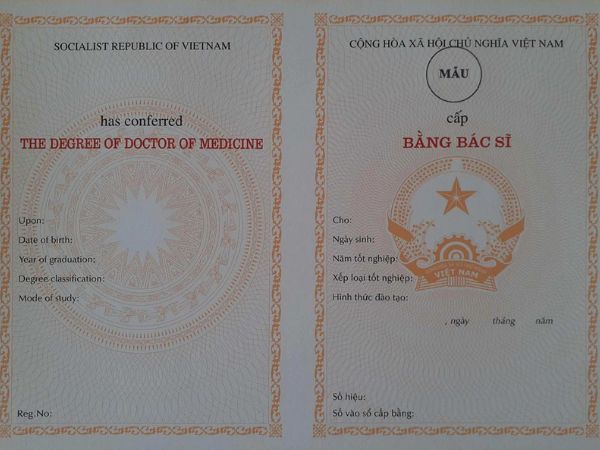 SOCIALIST REPUBLIC OF VIETNAM
has conferred
THE DEGREE OF DOCTOR OF MEDICINE
Upon:
Date of birth:
Year of graduation:
Degree classification:
Mode of study:
Reg.No:
CỘNG HÒA XÃ HỘI CHỦ NGHĨA VIỆT NAM
MẪU
cấp
BẰNG BÁC SĨ
VIỆT NAM
Cho:
Ngày sinh:
Năm tốt nghiệp:
Xếp loại tốt nghiệp:
Hình thức đào tạo:
, ngày tháng năm
Số hiệu:
Số vào sổ cấp bằng: